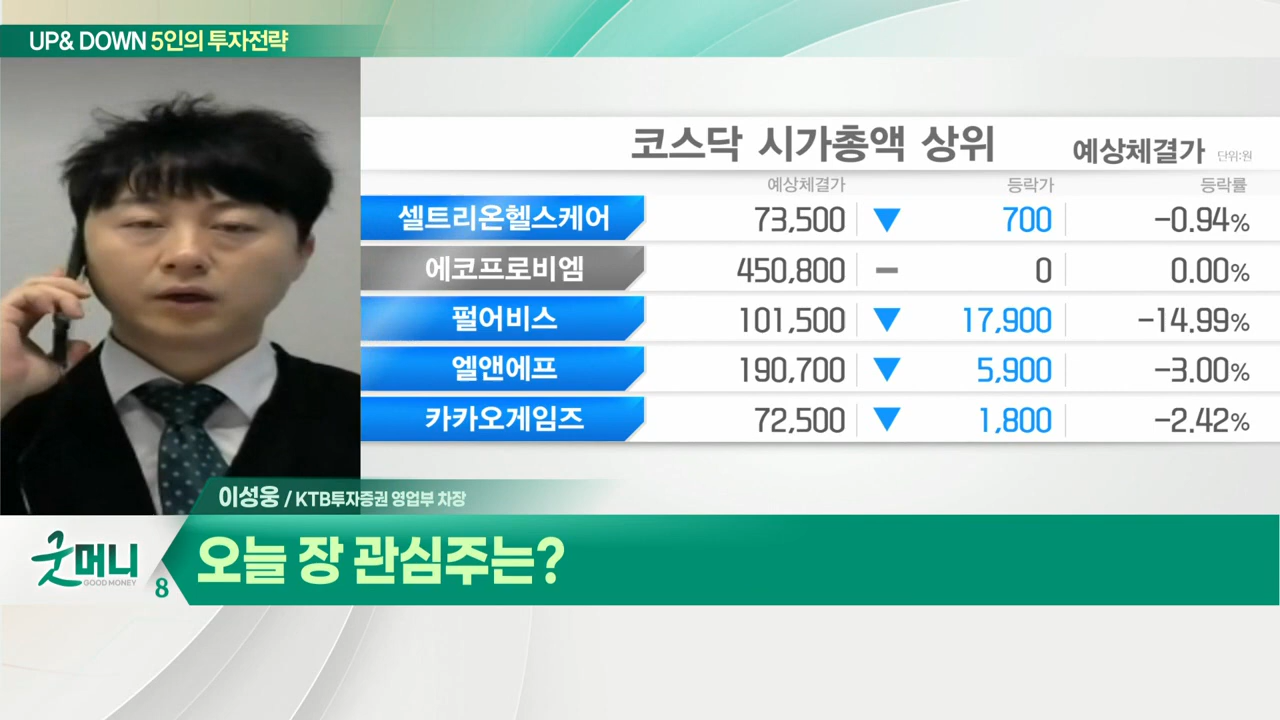 UP& DOWN 5인의 투자전략
코스닥 시가총액 상위 예상체결가 단위:원
예상체결가 등락가 등락률
셀트리온헬스케어 73,500 ▼ 700 -0.94%
에코프로비엠 450,800 - 0 0.00%
펄어비스 101,500 ▼ 17,900 -14.99%
엘앤에프 190,700 ▼ 5,900 -3.00%
카카오게임즈 72,500 ▼ 1,800 -2.42%
이성웅 / KTB투자증권 영업부 차장
굿머니 GOOD MONEY 8
오늘 장 관심주는?